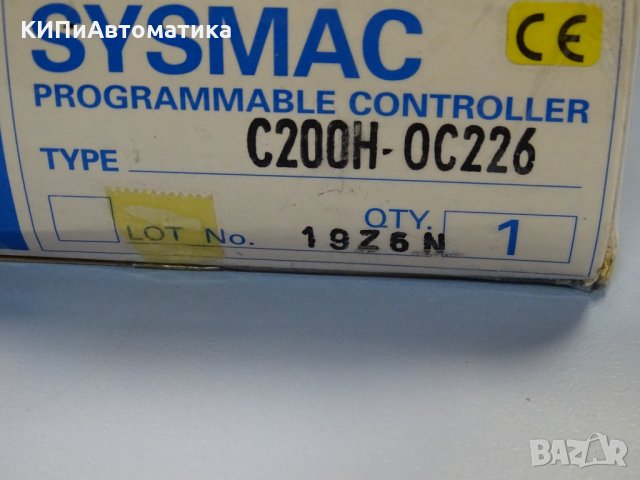 КИПиАвтоматика
SYSMAC
CE
PROGRAMMABLE CONTROLLER
TYPE C200H-OC226
QTY. 1
LOT No. 19Z6N
BAZAR